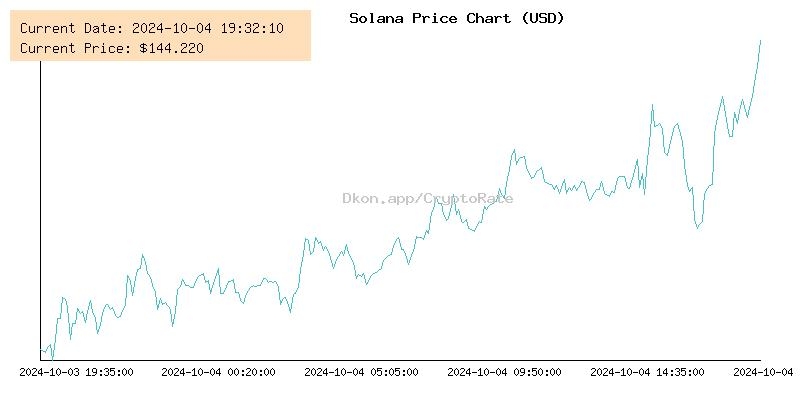 Solana Price Chart (USD)
Current Date: 2024-10-04 19:32:10
Current Price: $144.220
Dkon.app/CryptoRate
2024-10-03 19:35:00
2024-10-04 00:20:00
2024-10-04 05:05:00
2024-10-04 09:50:00
2024-10-04 14:35:00
2024-10-04